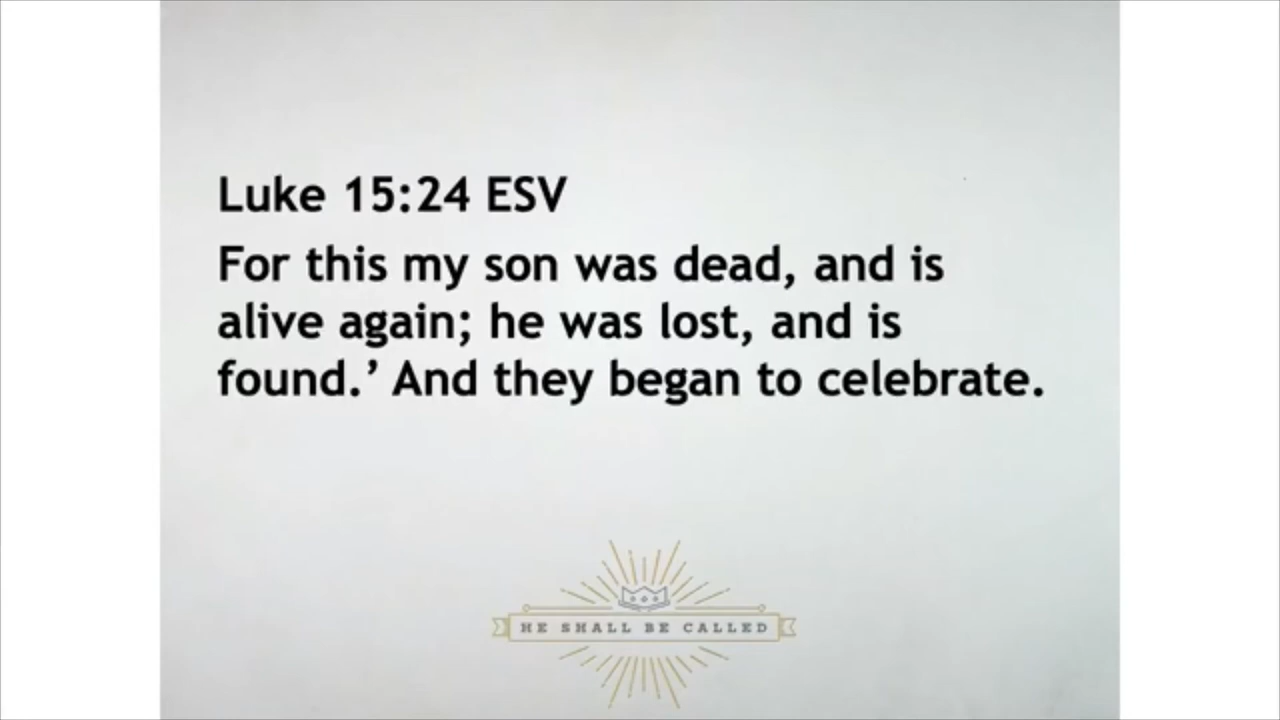 Luke 15:24 ESV
For this my son was dead, and is
alive again; he was lost, and is
found.’ And they began to celebrate.
HE SHALL BE CALLED